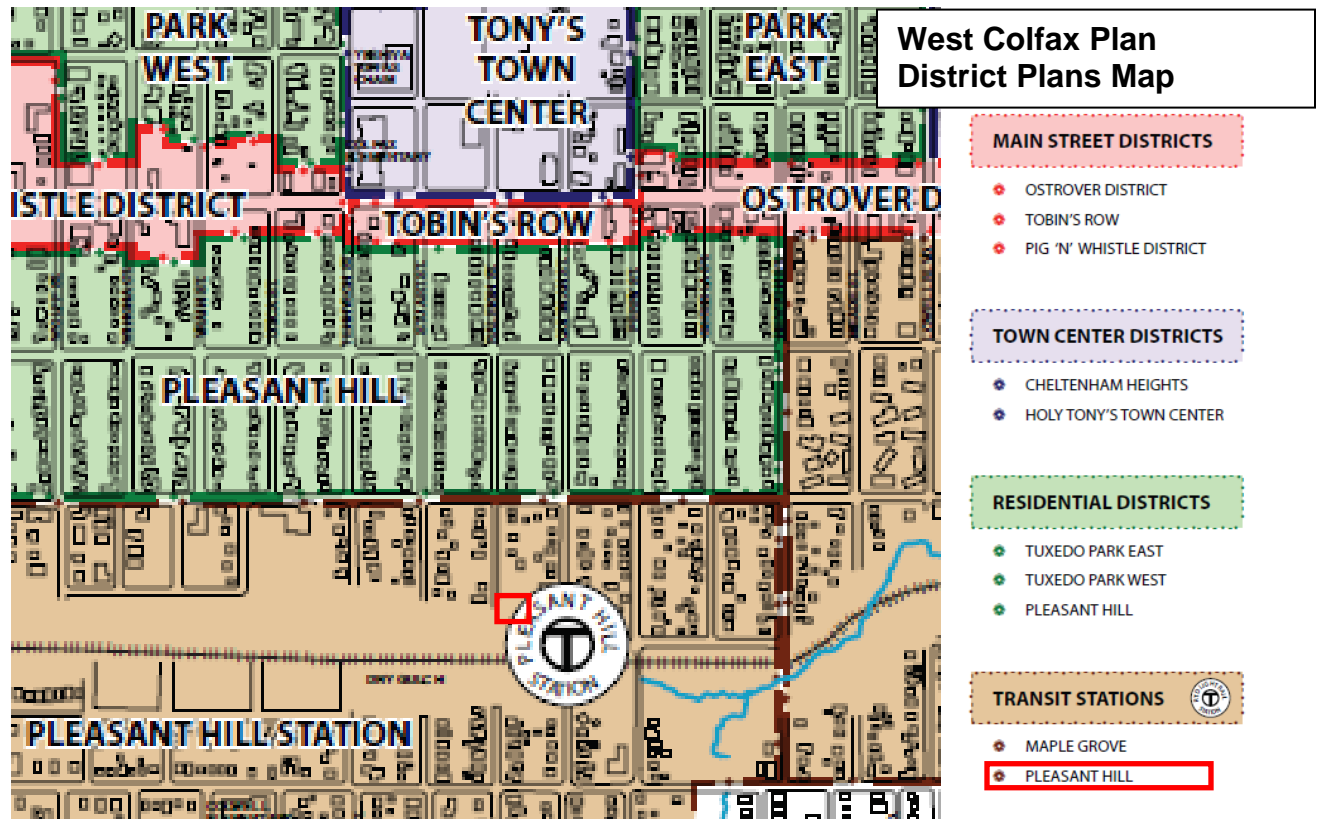 West Colfax Plan
District Plans Map
PARK
WEST
TONY'S
TOWN
CENTER
PARK
EAST
ISTLE DISTRICT
TOBIN'S ROW
OSTROVER D
PLEASANT HILL
PLEASANT HILL
STATION
T
DRY GULCH
PLEASANT HILL STATION
MAIN STREET DISTRICTS
OSTROVER DISTRICT
TOBIN'S ROW
PIG 'N' WHISTLE DISTRICT
TOWN CENTER DISTRICTS
CHELTENHAM HEIGHTS
HOLY TONY'S TOWN CENTER
RESIDENTIAL DISTRICTS
TUXEDO PARK EAST
TUXEDO PARK WEST
PLEASANT HILL
TRANSIT STATIONS
T
STATION
MAPLE GROVE
PLEASANT HILL